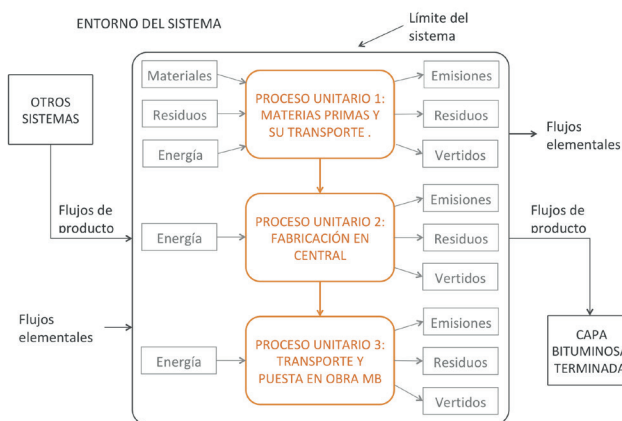 ENTORNO DEL SISTEMA
Límite del
sistema
OTROS
SISTEMAS
Materiales
Residuos
Energía
PROCESO UNITARIO 1:
MATERIAS PRIMAS Y
SU TRANSPORTE .
Emisiones
Residuos
Vertidos
Flujos
elementales
Flujos de
producto
Energía
PROCESO UNITARIO 2:
FABRICACIÓN EN
CENTRAL
Emisiones
Residuos
Vertidos
Flujos de
producto
Flujos
elementales
Energía
PROCESO UNITARIO 3:
TRANSPORTE Y
PUESTA EN OBRA MB
Emisiones
Residuos
Vertidos
CAPA
BITUMINOSA
TERMINADA